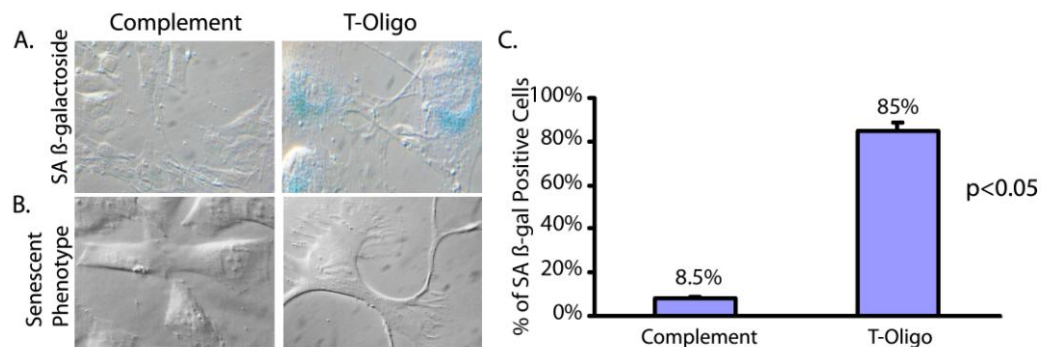 Complement T-Oligo
A.
SA ß-galactoside
B.
Senescent
Phenotype
C.
% of SA ß-gal Positive Cells
100%
80%
60%
40%
20%
0%
8.5%
85%
p<0.05
Complement T-Oligo